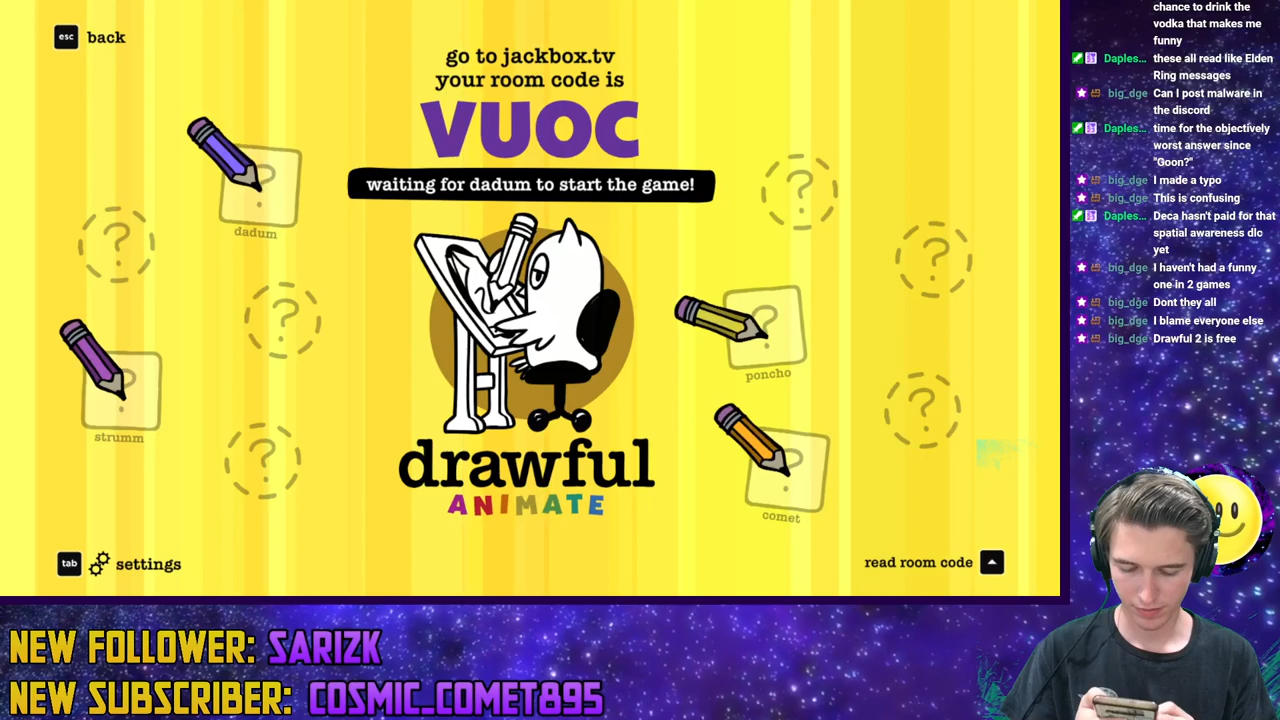 esc back
go to jackbox.tv
your room code is
VUOC
waiting for dadum to start the game!
dadum
strumm
poncho
comet
drawful
ANIMATE
tab settings
read room code
chance to drink the
vodka that makes me
funny
Daples... these all read like Elden
Ring messages
big_dge Can I post malware in
the discord
Daples... time for the objectively
worst answer since
"Goon?"
big_dge I made a typo
big_dge This is confusing
Daples... Deca hasn't paid for that
spatial awareness dlc
yet
big_dge I haven't had a funny
one in 2 games
big_dge Dont they all
big_dge I blame everyone else
big_dge Drawful 2 is free
NEW FOLLOWER: SARIZK
NEW SUBSCRIBER: COSMIC_COMET895